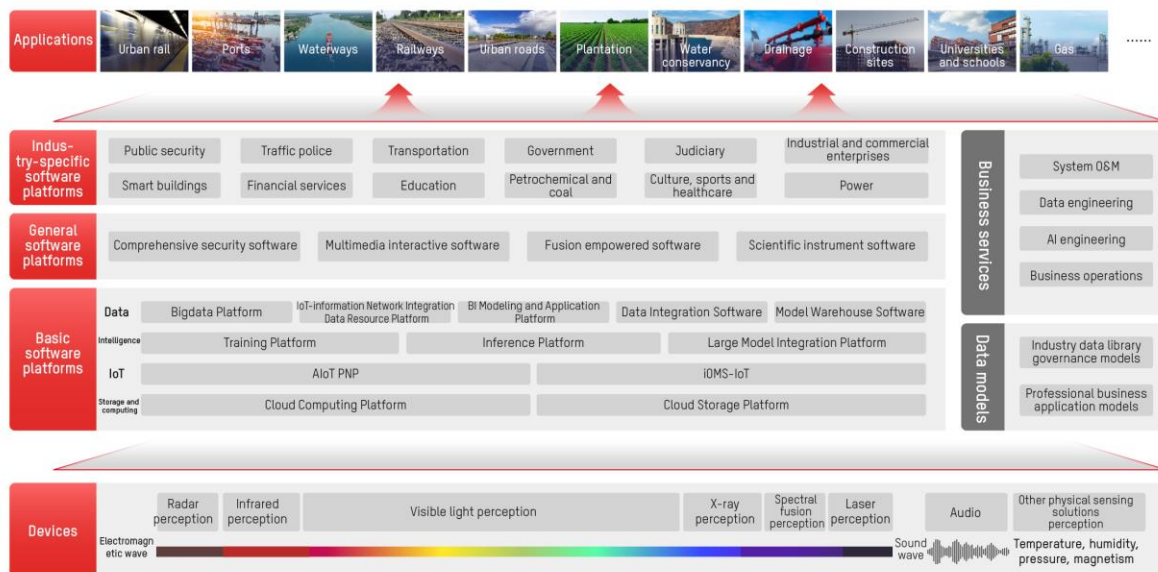 Applications
Urban rail
Ports
Waterways
Railways
Urban roads
Plantation
Water
conservancy
Drainage
Construction
sites
Universities
and schools
Gas
......
Indus-
try-specific
software
platforms
Public security
Traffic police
Transportation
Government
Judiciary
Industrial and commercial
enterprises
Smart buildings
Financial services
Education
Petrochemical and
coal
Culture, sports and
healthcare
Power
General
software
platforms
Comprehensive security software
Multimedia interactive software
Fusion empowered software
Scientific instrument software
Basic
software
platforms
Data
Bigdata Platform
IoT-information Network Integration
Data Resource Platform
BI Modeling and Application
Platform
Data Integration Software
Model Warehouse Software
Intelligence
Training Platform
Inference Platform
Large Model Integration Platform
IoT
AIoT PNP
iOMS-IoT
Storage and
computing
Cloud Computing Platform
Cloud Storage Platform
Business services
System O&M
Data engineering
AI engineering
Business operations
Data models
Industry data library
governance models
Professional business
application models
Devices
Radar
perception
Infrared
perception
Visible light perception
X-ray
perception
Spectral
fusion
perception
Laser
perception
Audio
Other physical sensing
solutions
perception
Electromagn
etic wave
Sound
wave
Temperature, humidity,
pressure, magnetism